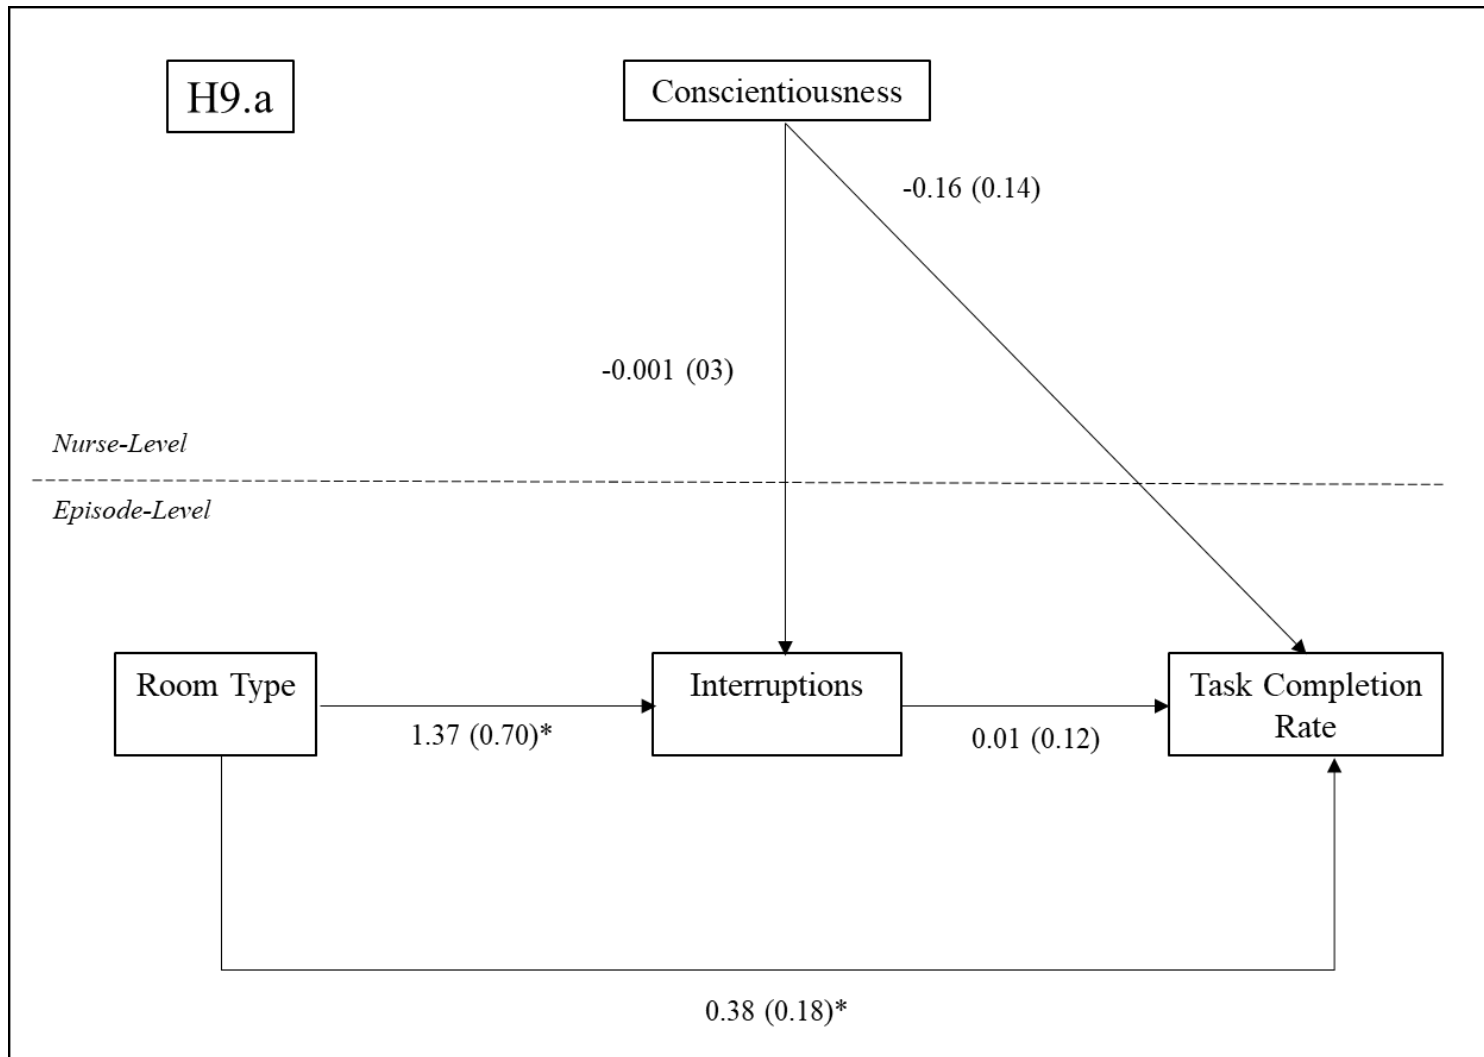 H9.a
Conscientiousness
-0.16 (0.14)
-0.001 (03)
Nurse-Level
Episode-Level
Room Type
Interruptions
Task Completion
Rate
1.37 (0.70)*
0.01 (0.12)
0.38 (0.18)*